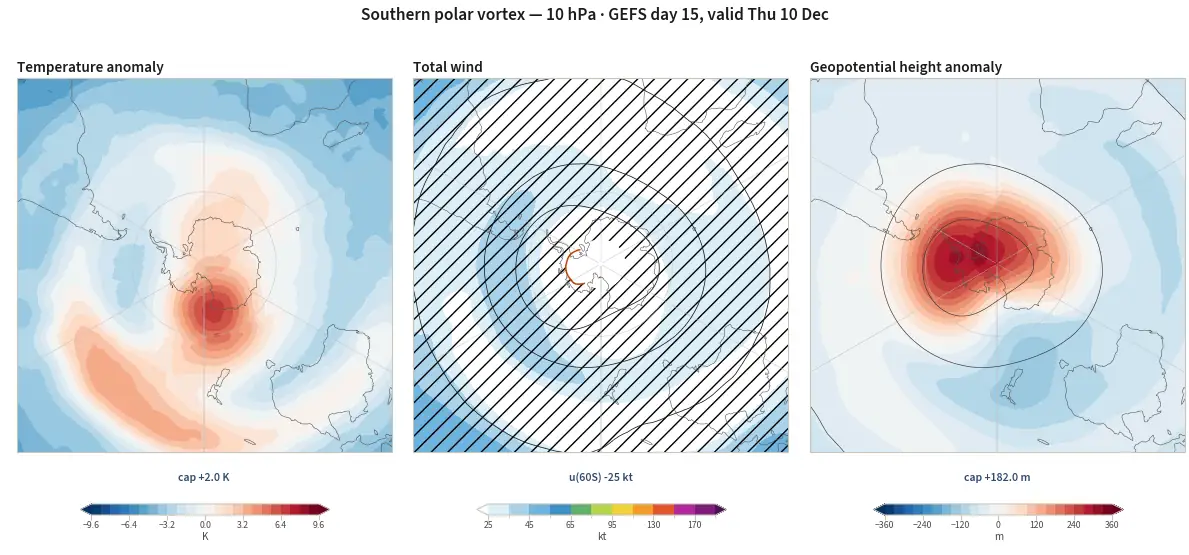 Southern polar vortex — 10 hPa · GEFS day 15, valid Thu 10 Dec
Temperature anomaly
Total wind
Geopotential height anomaly
cap +2.0 K
u(60S) -25 kt
cap +182.0 m
−9.6 −6.4 −3.2 0.0 3.2 6.4 9.6
K
25 45 65 95 130 170
kt
−360 −240 −120 0 120 240 360
m